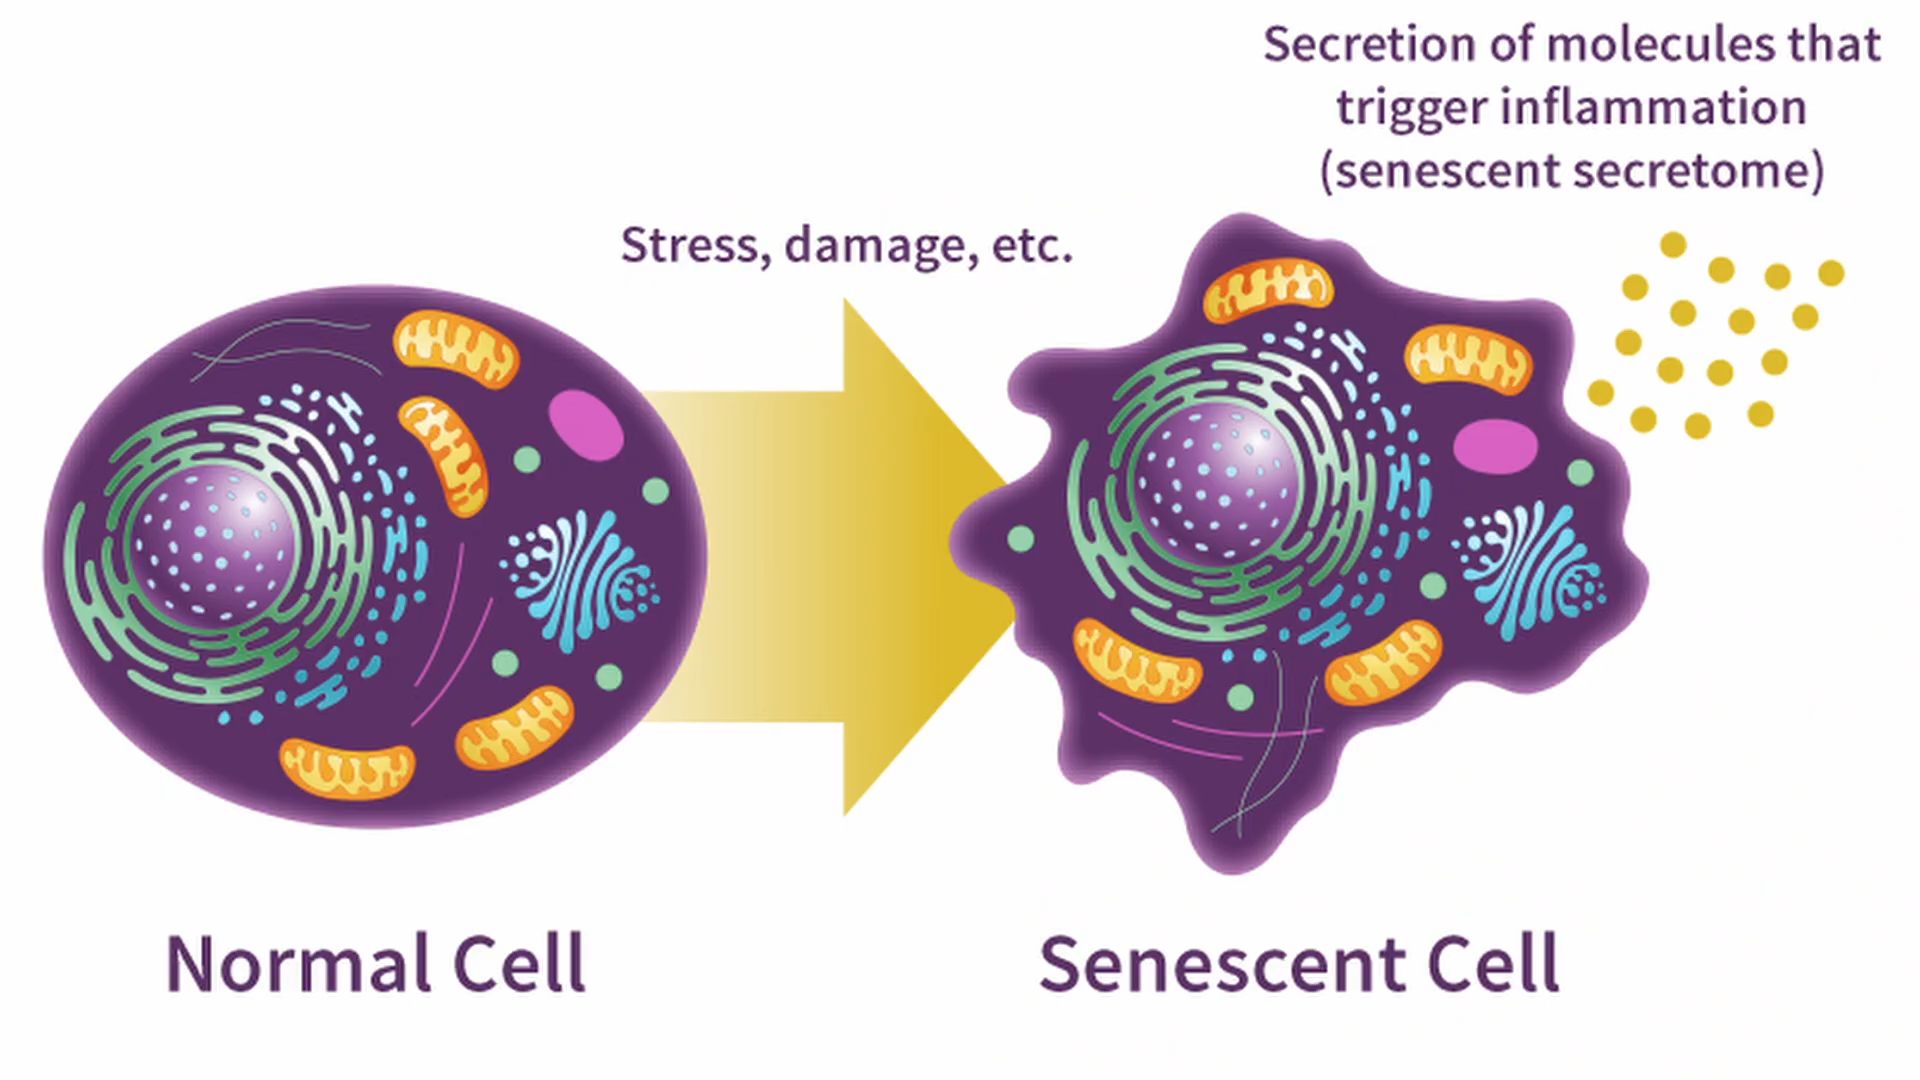 Secretion of molecules that
trigger inflammation
(senescent secretome)
Stress, damage, etc.
Normal Cell
Senescent Cell